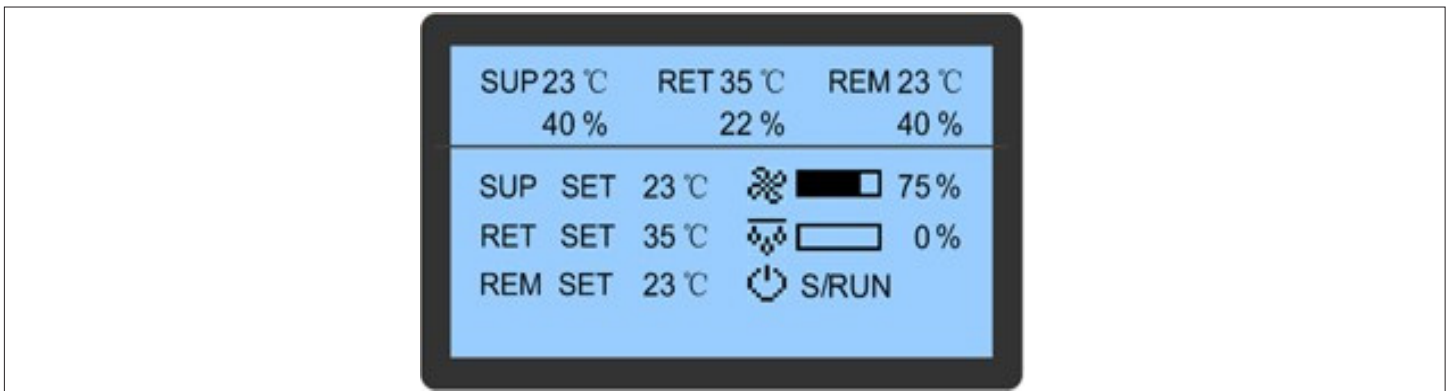 SUP 23 ℃ RET 35 ℃ REM 23 ℃
40 % 22 % 40 %
SUP SET 23 ℃ 75 %
RET SET 35 ℃ 0 %
REM SET 23 ℃ S/RUN